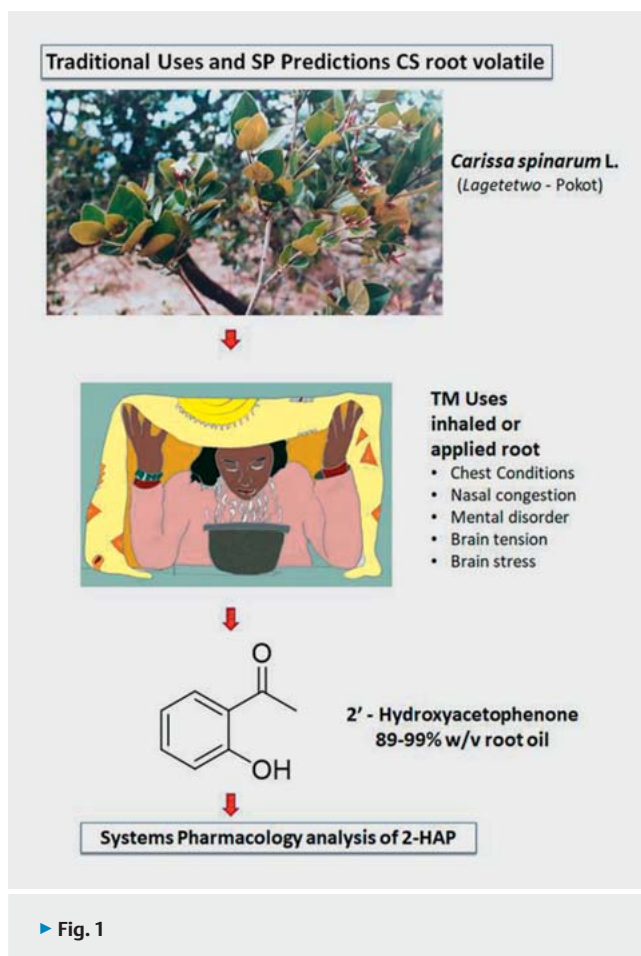 Traditional Uses and SP Predictions CS root volatile
Carissa spinarum L.
(Lagetetwo - Pokot)
TM Uses
inhaled or
applied root
• Chest Conditions
• Nasal congestion
• Mental disorder
• Brain tension
• Brain stress
O
OH
2' - Hydroxyacetophenone
89-99% w/v root oil
Systems Pharmacology analysis of 2-HAP
► Fig. 1